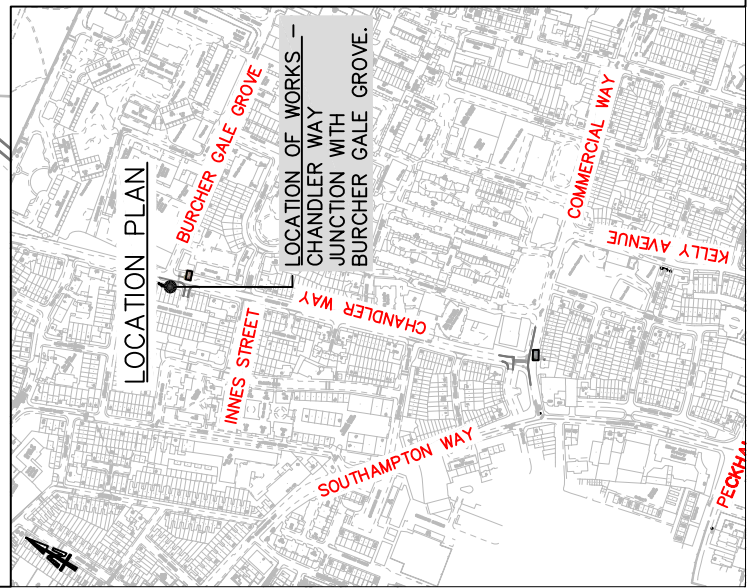 LOCATION PLAN
LOCATION OF WORKS –
CHANDLER WAY
JUNCTION WITH
BURCHER GALE GROVE.
BURCHER GALE GROVE
INNES STREET
CHANDLER WAY
COMMERCIAL WAY
KELLY AVENUE
SOUTHAMPTON WAY
N